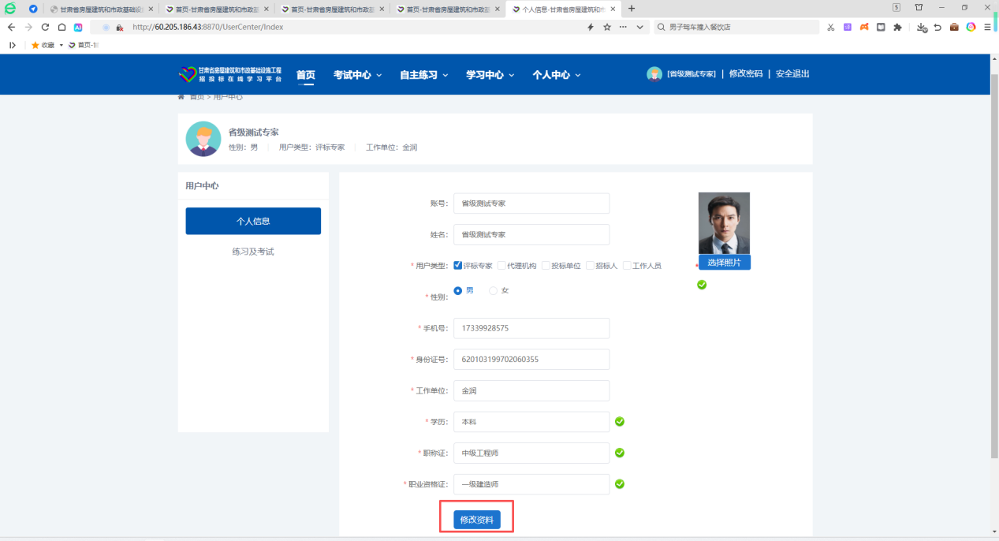 甘肃省房屋建筑和市政基础设
首页-甘肃省房屋建筑和市政基
首页-甘肃省房屋建筑和市政基
首页-甘肃省房屋建筑和市政基
个人信息-甘肃省房屋建筑和市
5
AI
http://60.205.186.43:8870/UserCenter/Index
男子驾车撞入餐饮店
收藏
首页-甘
甘肃省房屋建筑和市政基础设施工程
招投标在线学习平台
首页 考试中心 自主练习 学习中心 个人中心
[省级测试专家] | 修改密码 | 安全退出
首页 > 用户中心
省级测试专家
性别: 男 用户类型: 评标专家 工作单位: 金润
用户中心
个人信息
练习及考试
账号: 省级测试专家
姓名: 省级测试专家
* 用户类型: 评标专家 代理机构 投标单位 招标人 工作人员
* 性别: 男 女
* 手机号: 17339928575
* 身份证号: 620103199702060355
* 工作单位: 金润
* 学历: 本科
* 职称证: 中级工程师
* 职业资格证: 一级建造师
修改资料
* 选择照片